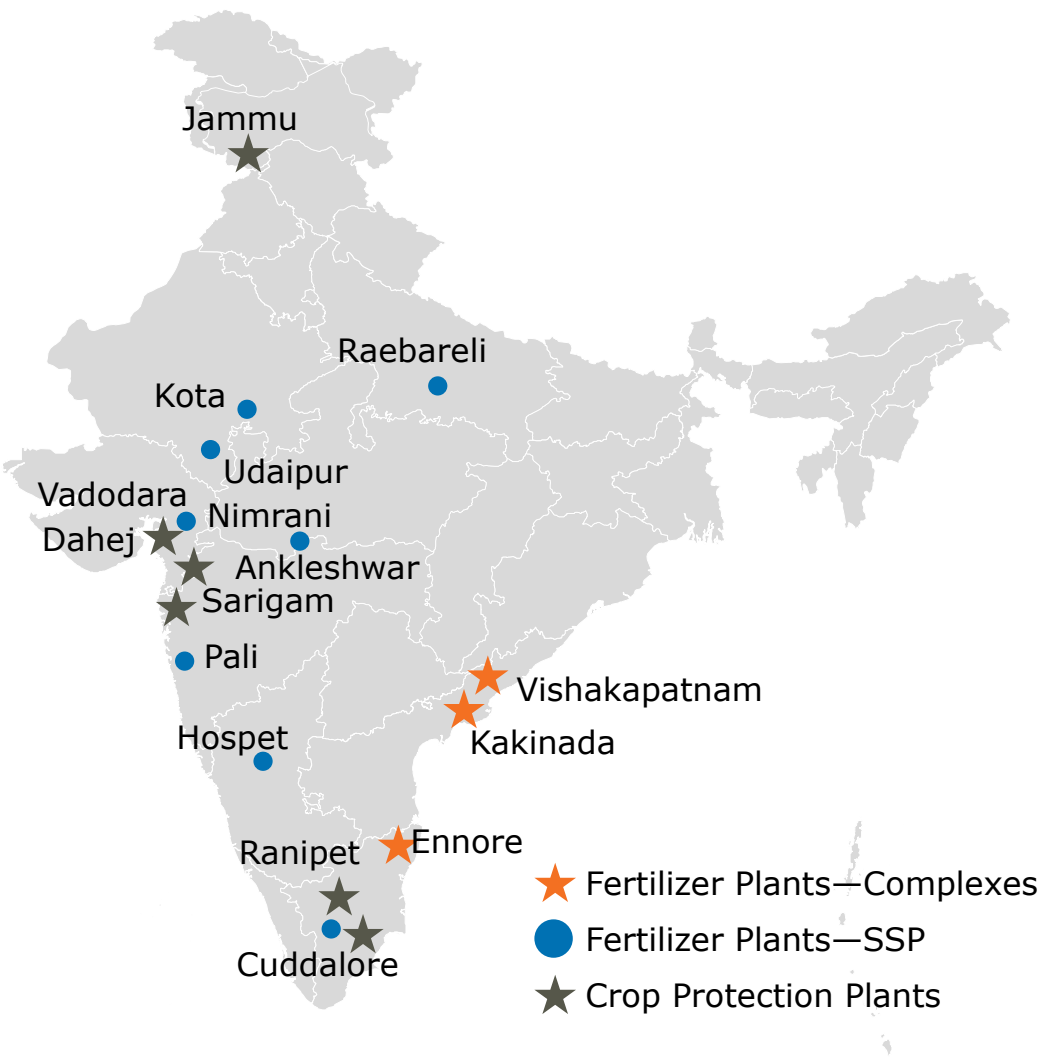 Jammu
Raebareli
Kota
Udaipur
Vadodara
Nimrani
Dahej
Ankleshwar
Sarigam
Pali
Vishakapatnam
Hospet
Kakinada
Ennore
Ranipet
Fertilizer Plants—Complexes
Fertilizer Plants—SSP
Cuddalore
Crop Protection Plants